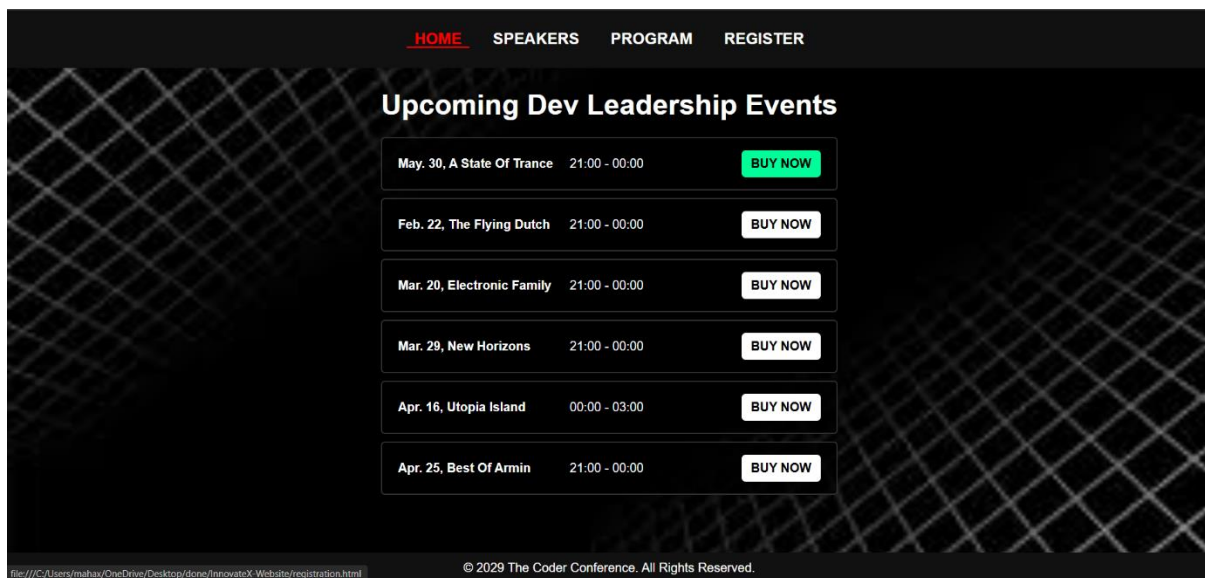 HOME SPEAKERS PROGRAM REGISTER
Upcoming Dev Leadership Events
May. 30, A State Of Trance 21:00 - 00:00 BUY NOW
Feb. 22, The Flying Dutch 21:00 - 00:00 BUY NOW
Mar. 20, Electronic Family 21:00 - 00:00 BUY NOW
Mar. 29, New Horizons 21:00 - 00:00 BUY NOW
Apr. 16, Utopia Island 00:00 - 03:00 BUY NOW
Apr. 25, Best Of Armin 21:00 - 00:00 BUY NOW
© 2029 The Coder Conference. All Rights Reserved.
file:///C:/Users/mahax/OneDrive/Desktop/done/InnovateX-Website/registration.html